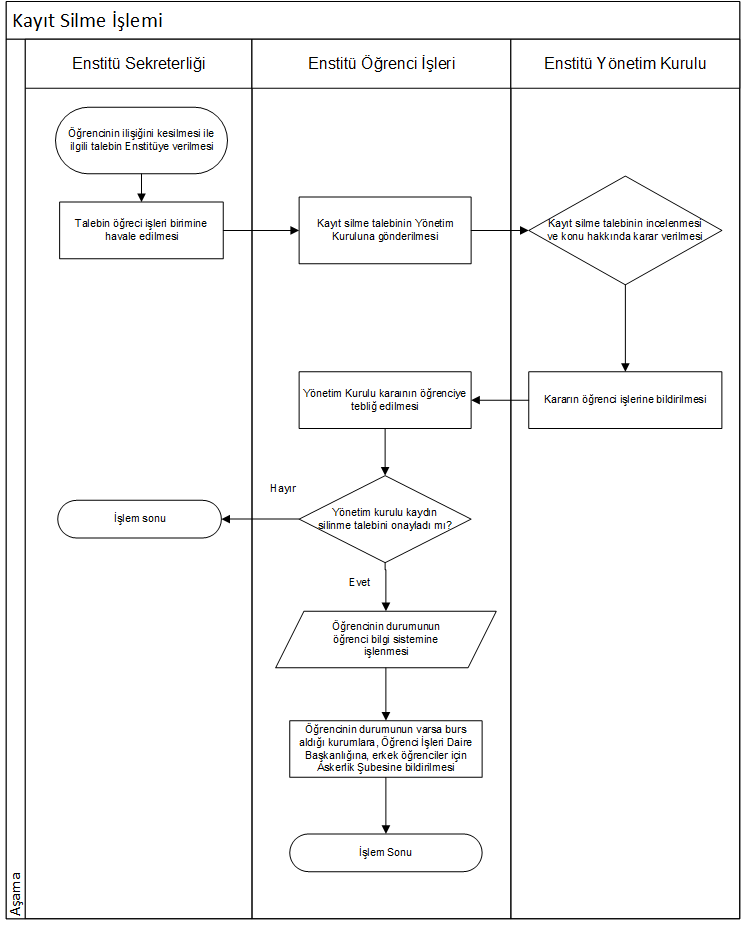 Kayıt Silme İşlemi
Enstitü Sekreterliği
Enstitü Öğrenci İşleri
Enstitü Yönetim Kurulu
Öğrencinin ilişiğini kesilmesi ile
ilgili talebin Enstitüye verilmesi
Talebin öğreci işleri birimine
havale edilmesi
Kayıt silme talebinin Yönetim
Kuruluna gönderilmesi
Kayıt silme talebinin incelenmesi
ve konu hakkında karar verilmesi
Kararın öğrenci işlerine bildirilmesi
Yönetim Kurulu kararının öğrenciye
tebliğ edilmesi
Yönetim kurulu kaydın
silinme talebini onayladı mı?
Hayır
İşlem sonu
Evet
Öğrencinin durumunun
öğrenci bilgi sistemine
işlenmesi
Öğrencinin durumunun varsa burs
aldığı kurumlara, Öğrenci İşleri Daire
Başkanlığına, erkek öğrenciler için
Askerlik Şubesine bildirilmesi
İşlem Sonu
Aşama